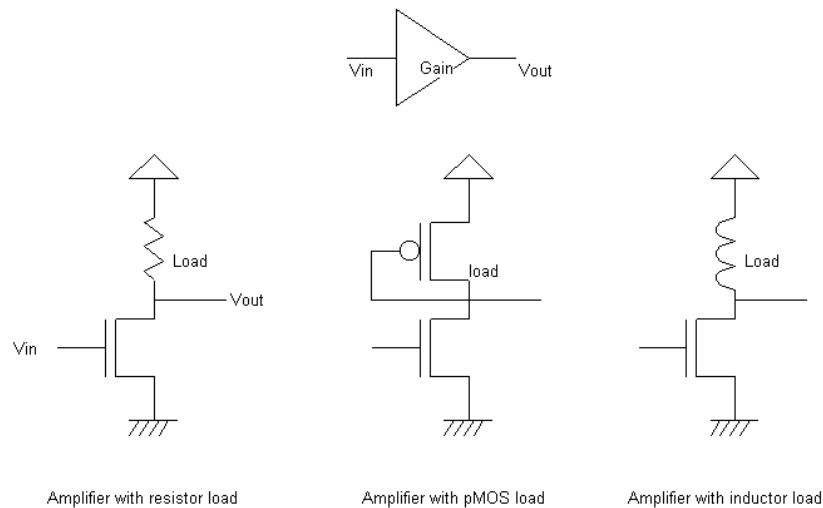 Vin
Gain
Vout
Load
load
Load
Vout
Vin
Amplifier with resistor load
Amplifier with pMOS load
Amplifier with inductor load